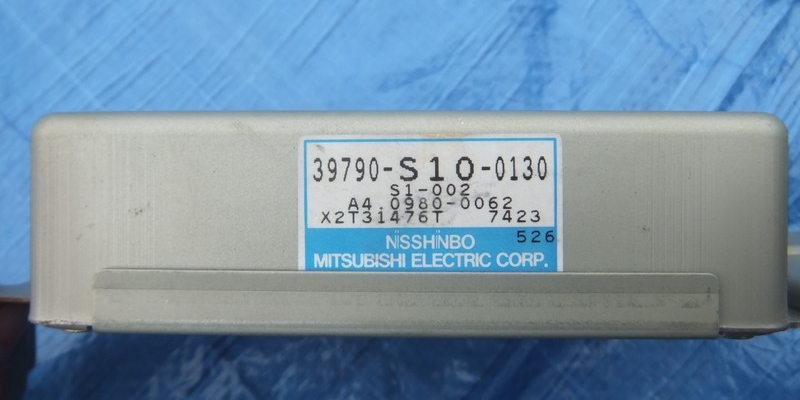 39790-S10-0130
S1-002
A4 0980-0062
X2T31476T 7423
526
NISSHINBO
MITSUBISHI ELECTRIC CORP.